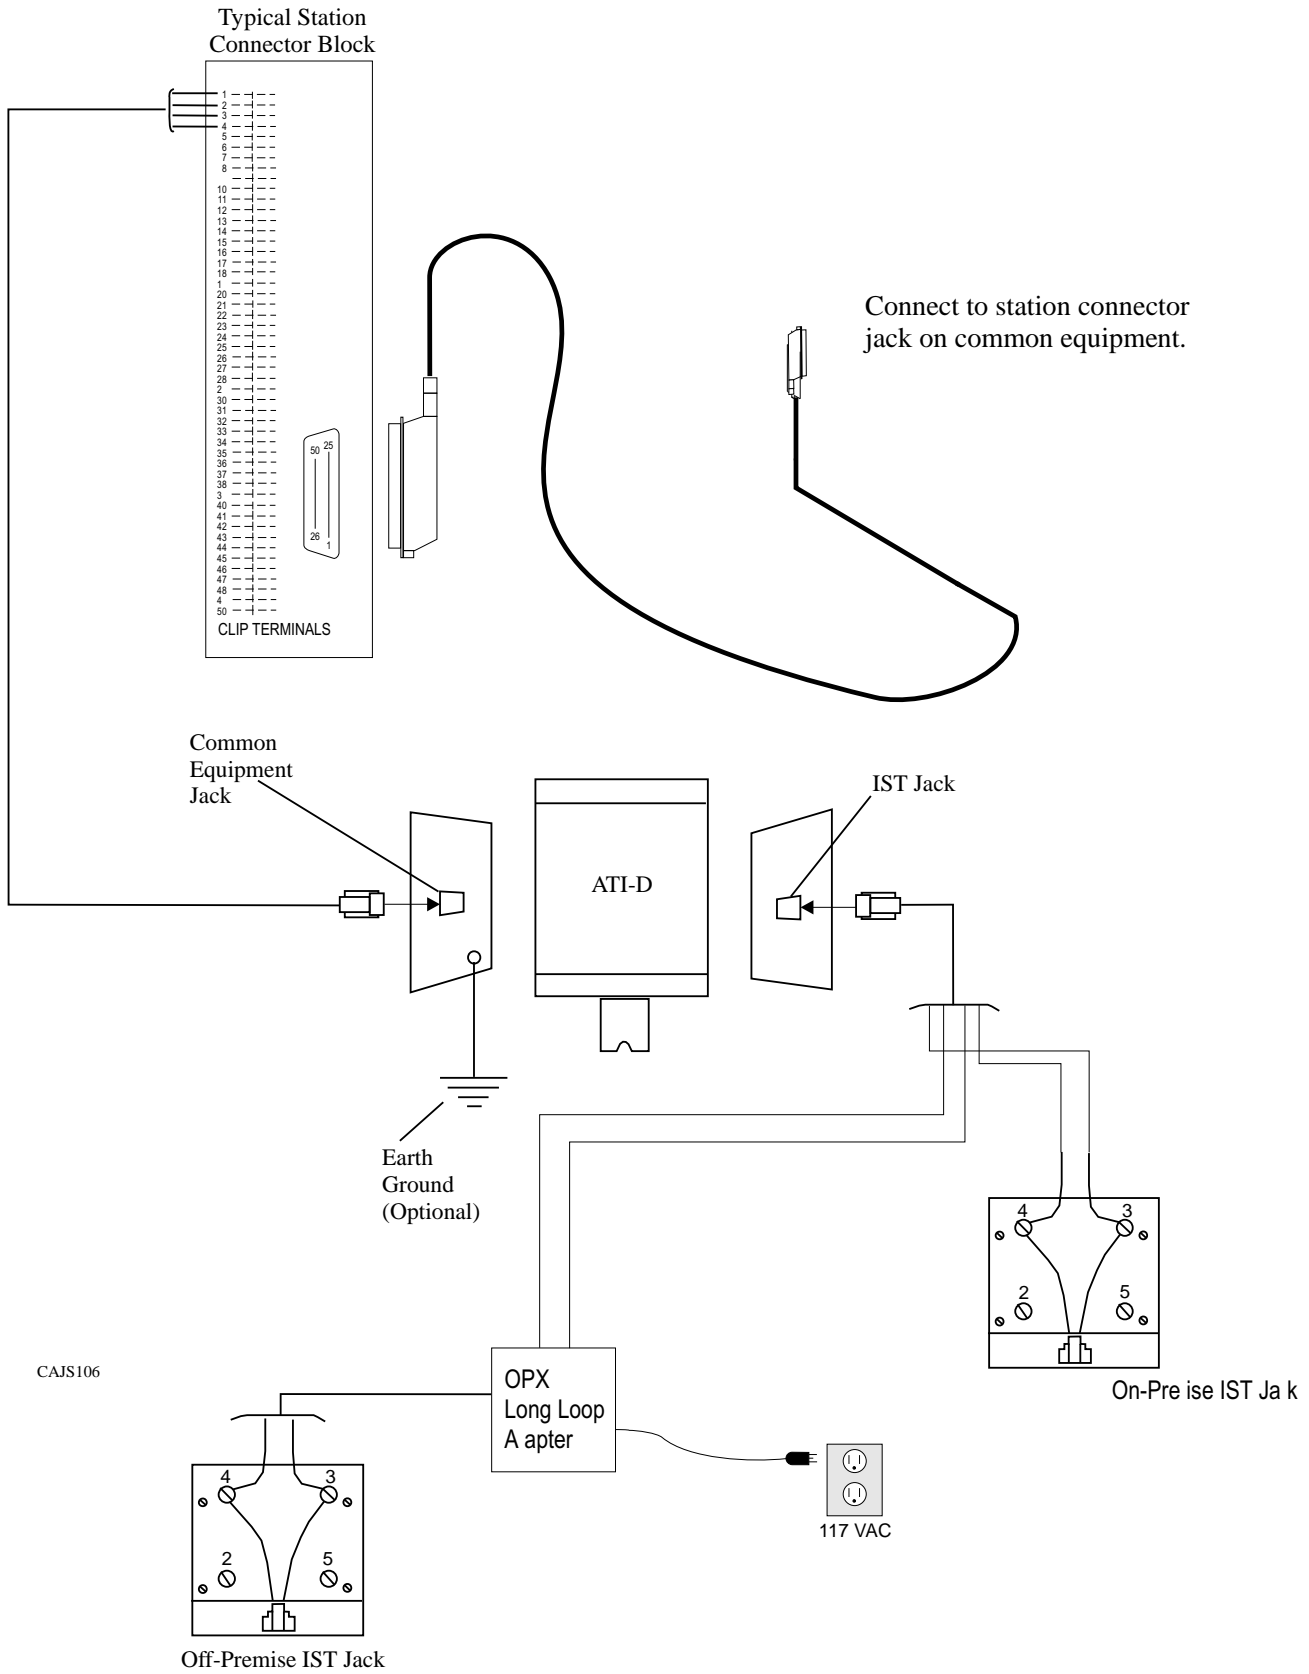 Typical Station
Connector Block
1
2
3
4
5
6
7
8
10
11
12
13
14
15
16
17
18
1
20
21
22
23
24
25
26
27
28
2
30
31
32
33
34
35
36
37
38
3
40
41
42
43
44
45
46
47
48
4
50
50 25
26 1
CLIP TERMINALS
Connect to station connector
jack on common equipment.
Common
Equipment
Jack
ATI-D
IST Jack
Earth
Ground
(Optional)
4 3
2 5
On-Pre ise IST Ja k
CAJS106
OPX
Long Loop
A apter
117 VAC
4 3
2 5
Off-Premise IST Jack